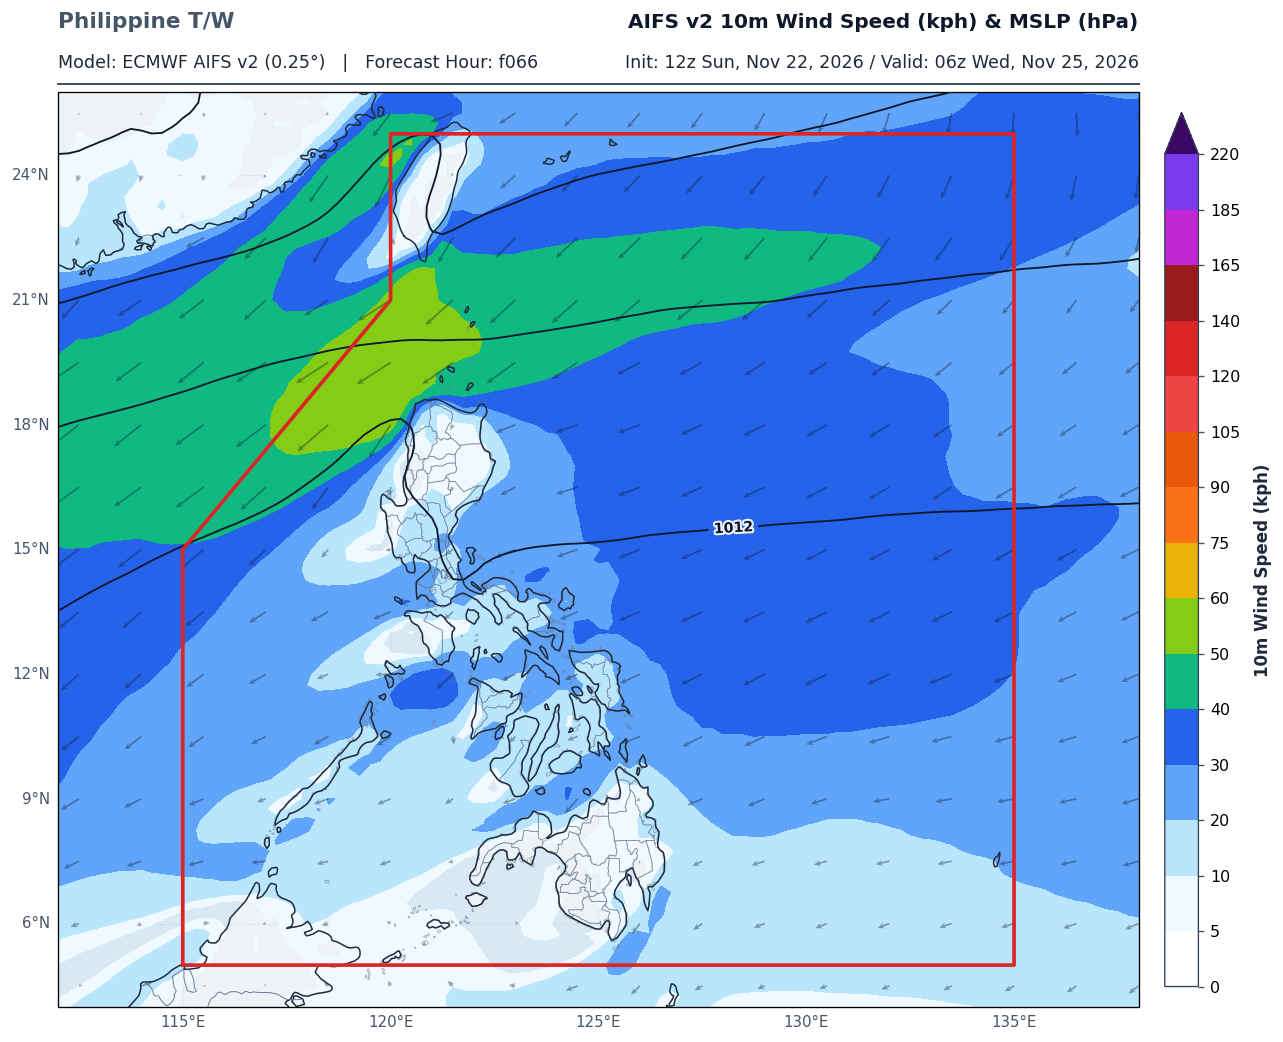 Philippine T/W
AIFS v2 10m Wind Speed (kph) & MSLP (hPa)
Model: ECMWF AIFS v2 (0.25°) | Forecast Hour: f066
Init: 12z Sun, Nov 22, 2026 / Valid: 06z Wed, Nov 25, 2026
24°N
21°N
18°N
15°N
12°N
9°N
6°N
1012
115°E
120°E
125°E
130°E
135°E
220
185
165
140
120
105
90
75
60
50
40
30
20
10
5
0
10m Wind Speed (kph)